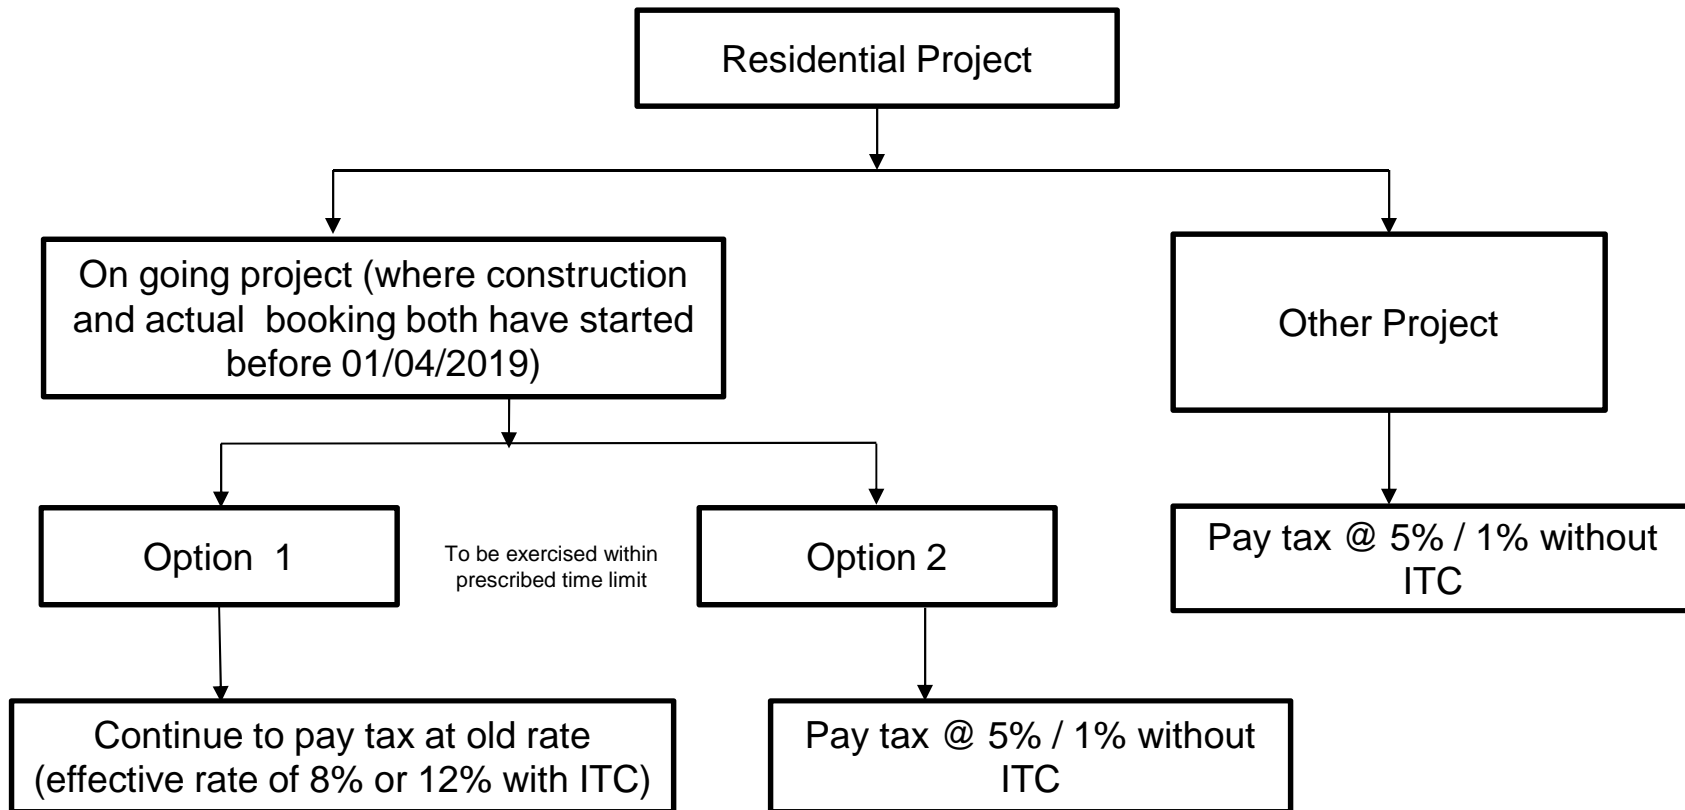 Residential Project
On going project (where construction
and actual booking both have started
before 01/04/2019)
Other Project
Option 1
To be exercised within
prescribed time limit
Option 2
Pay tax @ 5% / 1% without
ITC
Continue to pay tax at old rate
(effective rate of 8% or 12% with ITC)
Pay tax @ 5% / 1% without
ITC